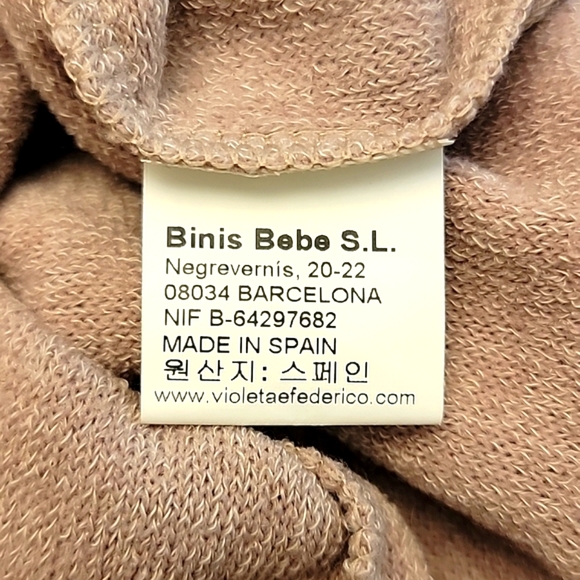 Binis Bebe S.L.
Negrevernís, 20-22
08034 BARCELONA
NIF B-64297682
MADE IN SPAIN
원산지: 스페인
www.violetaefederico.com